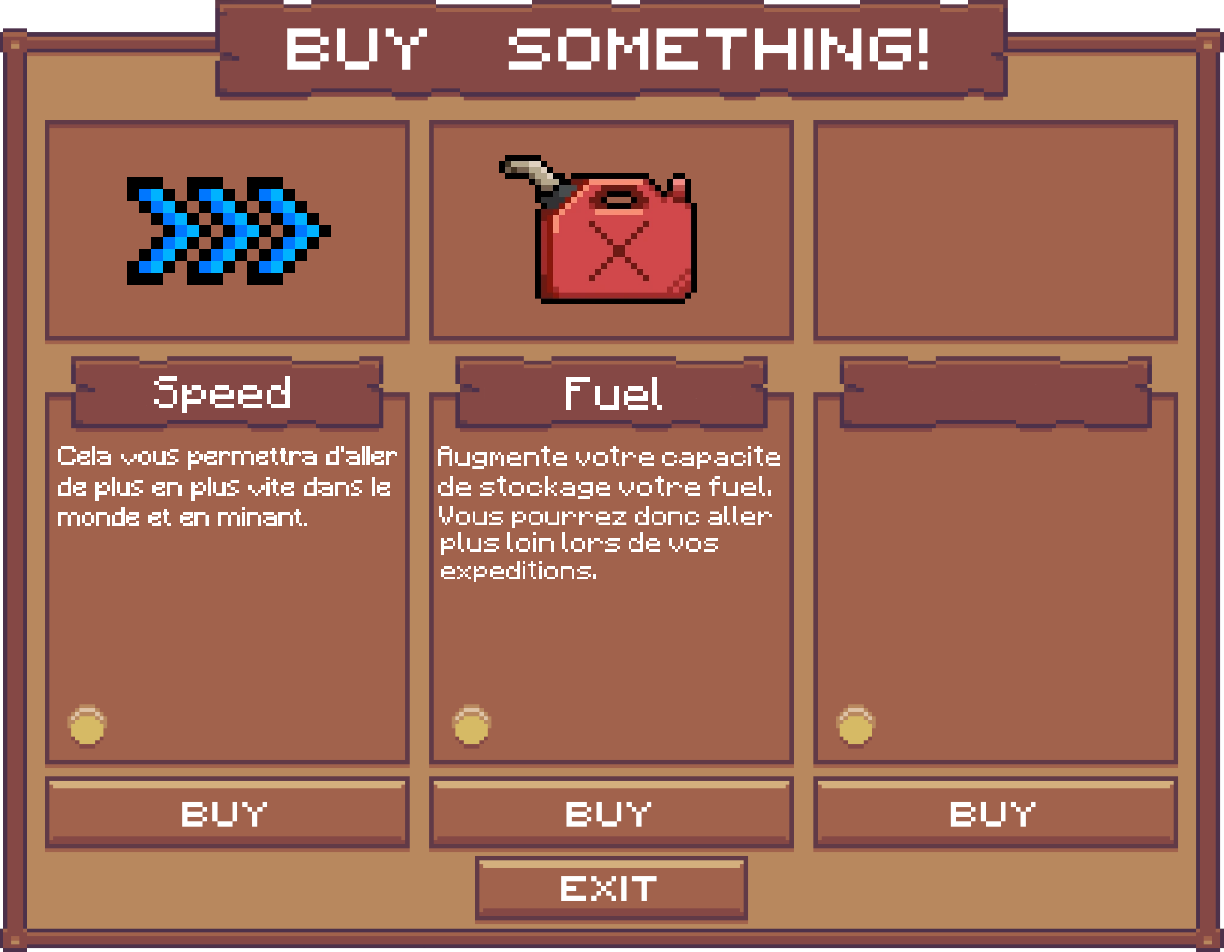 BUY SOMETHING!
Speed
Cela vous permettra d'aller
de plus en plus vite dans le
monde et en minant.
BUY
Fuel
Augmente votre capacite
de stockage votre fuel.
Vous pourrez donc aller
plus loin lors de vos
expeditions.
BUY
BUY
EXIT